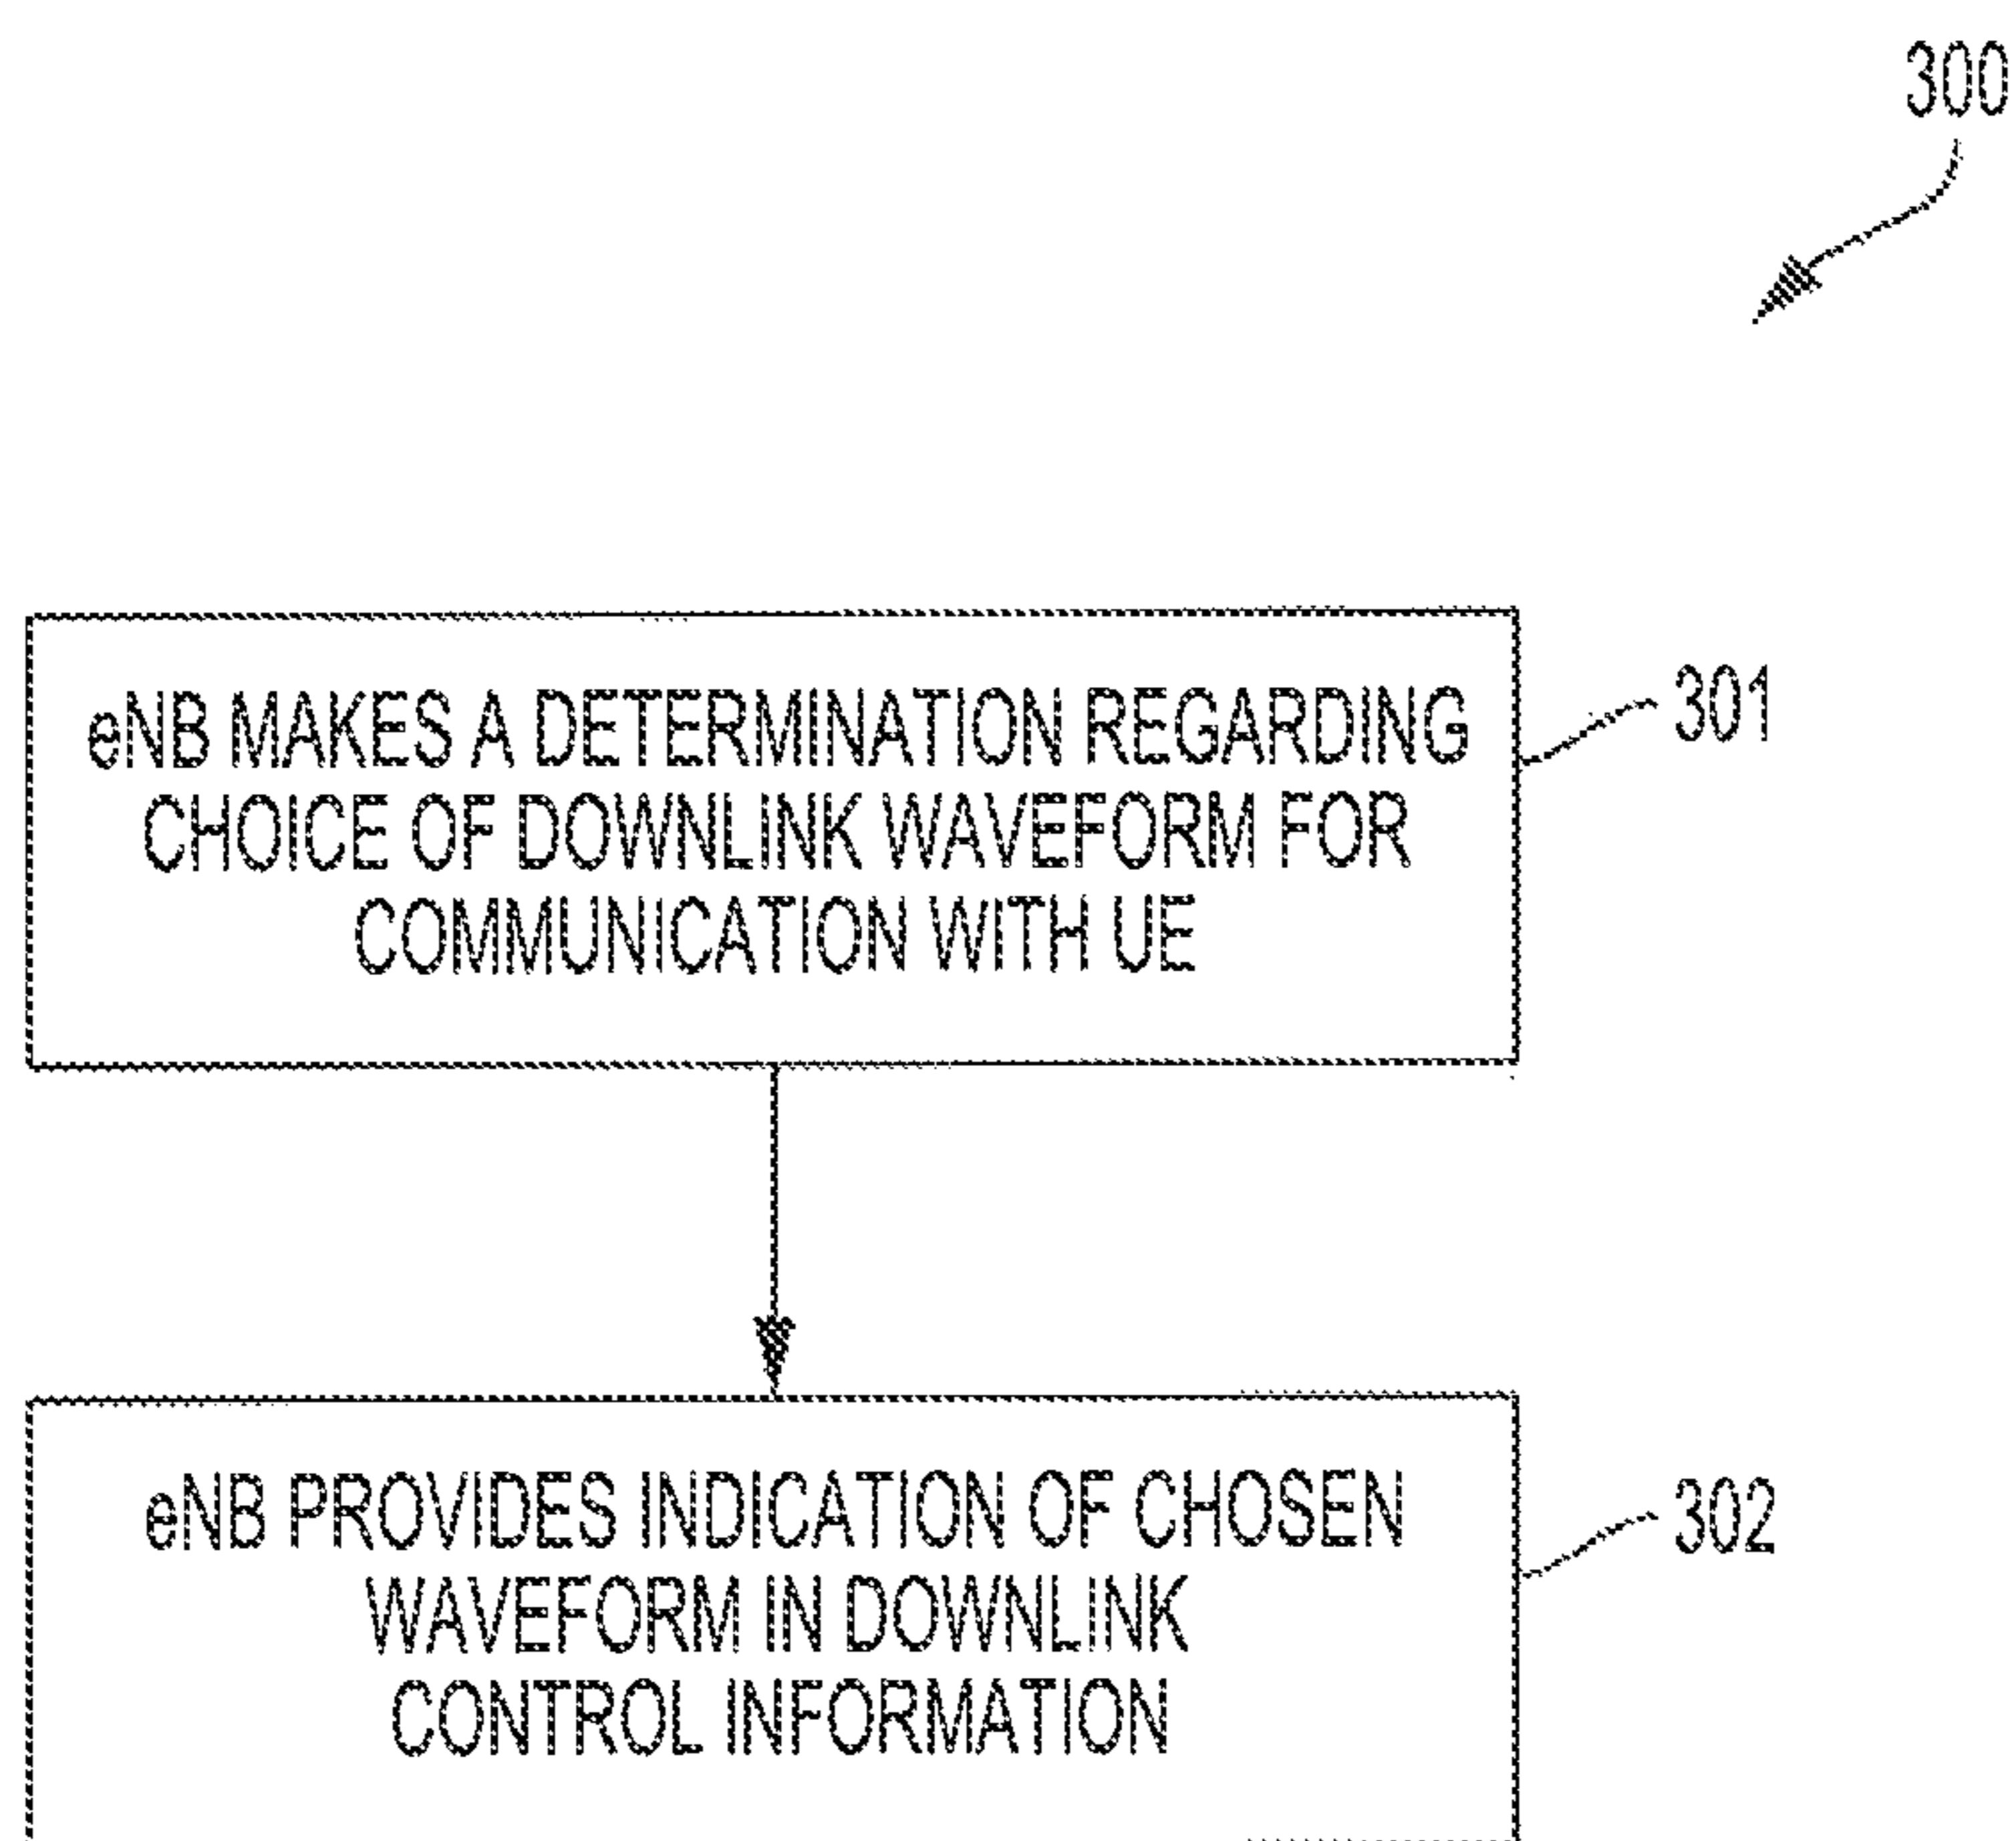 300
eNB MAKES A DETERMINATION REGARDING
CHOICE OF DOWNLINK WAVEFORM FOR
COMMUNICATION WITH UE
301
eNB PROVIDES INDICATION OF CHOSEN
WAVEFORM IN DOWNLINK
CONTROL INFORMATION
302